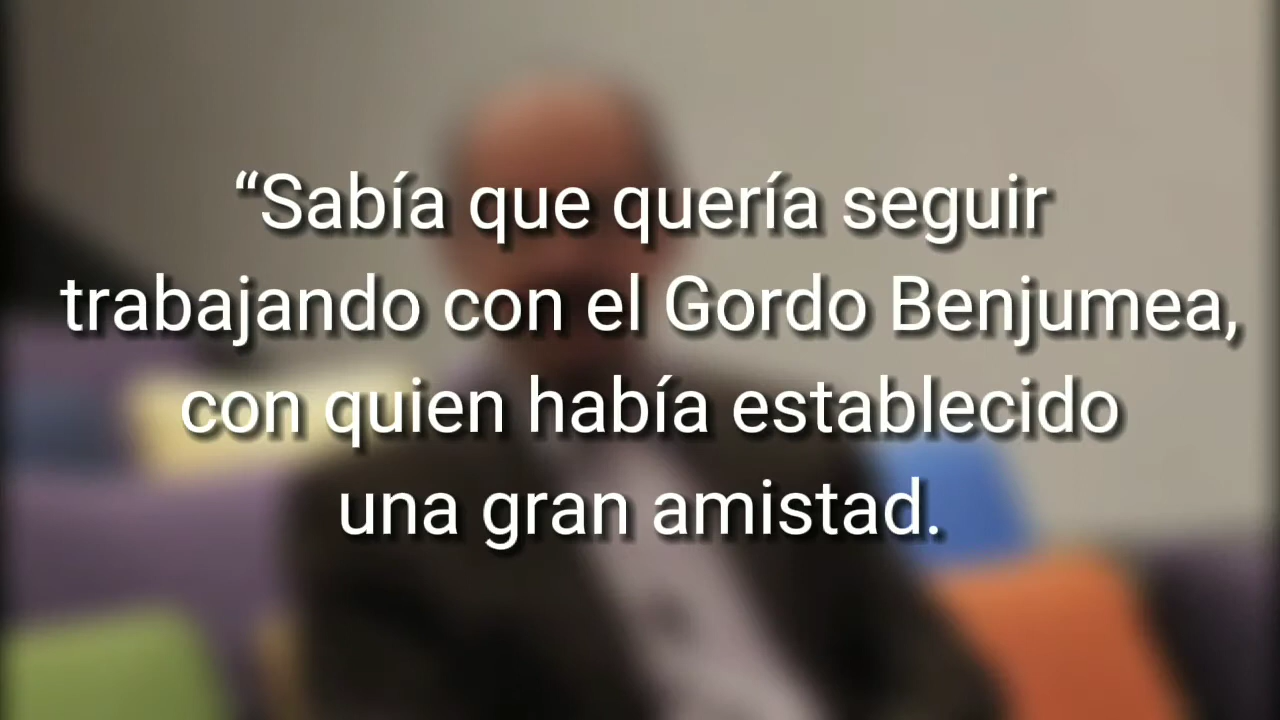 “Sabía que quería seguir
trabajando con el Gordo Benjumea,
con quien había establecido
una gran amistad.